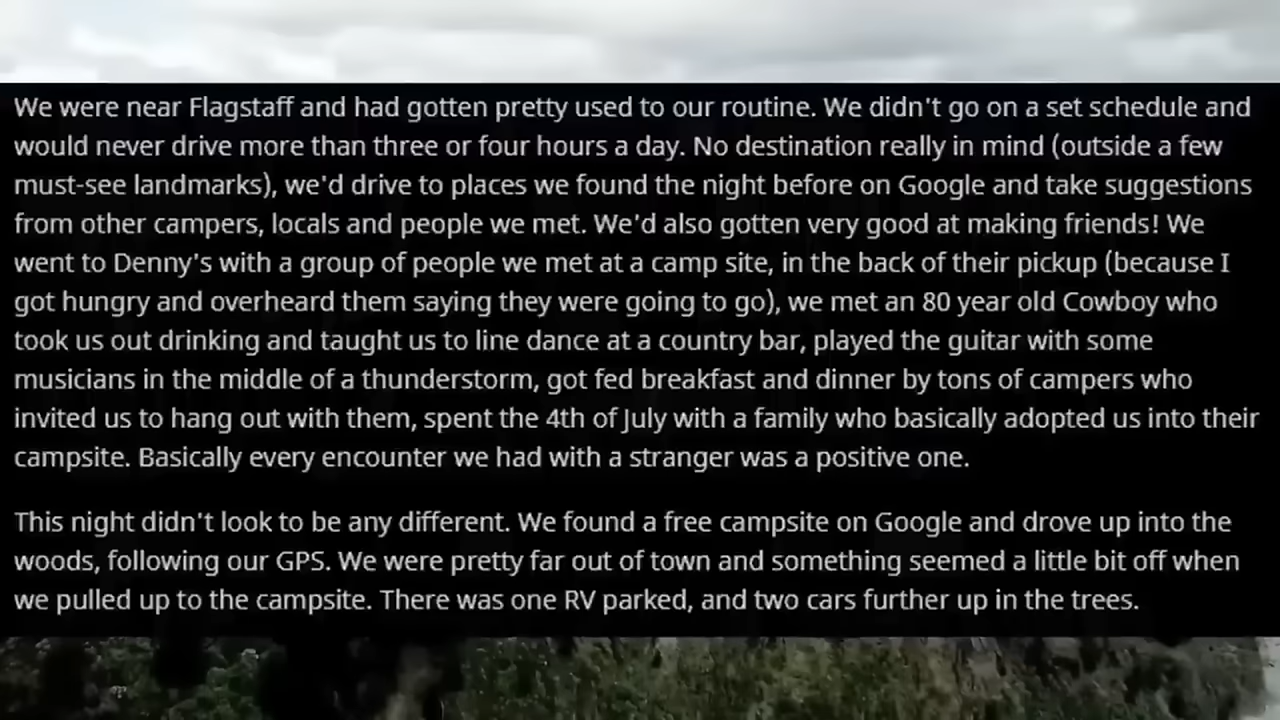 We were near Flagstaff and had gotten pretty used to our routine. We didn't go on a set schedule and
would never drive more than three or four hours a day. No destination really in mind (outside a few
must-see landmarks), we'd drive to places we found the night before on Google and take suggestions
from other campers, locals and people we met. We'd also gotten very good at making friends! We
went to Denny's with a group of people we met at a camp site, in the back of their pickup (because I
got hungry and overheard them saying they were going to go), we met an 80 year old Cowboy who
took us out drinking and taught us to line dance at a country bar, played the guitar with some
musicians in the middle of a thunderstorm, got fed breakfast and dinner by tons of campers who
invited us to hang out with them, spent the 4th of July with a family who basically adopted us into their
campsite. Basically every encounter we had with a stranger was a positive one.
This night didn't look to be any different. We found a free campsite on Google and drove up into the
woods, following our GPS. We were pretty far out of town and something seemed a little bit off when
we pulled up to the campsite. There was one RV parked, and two cars further up in the trees.